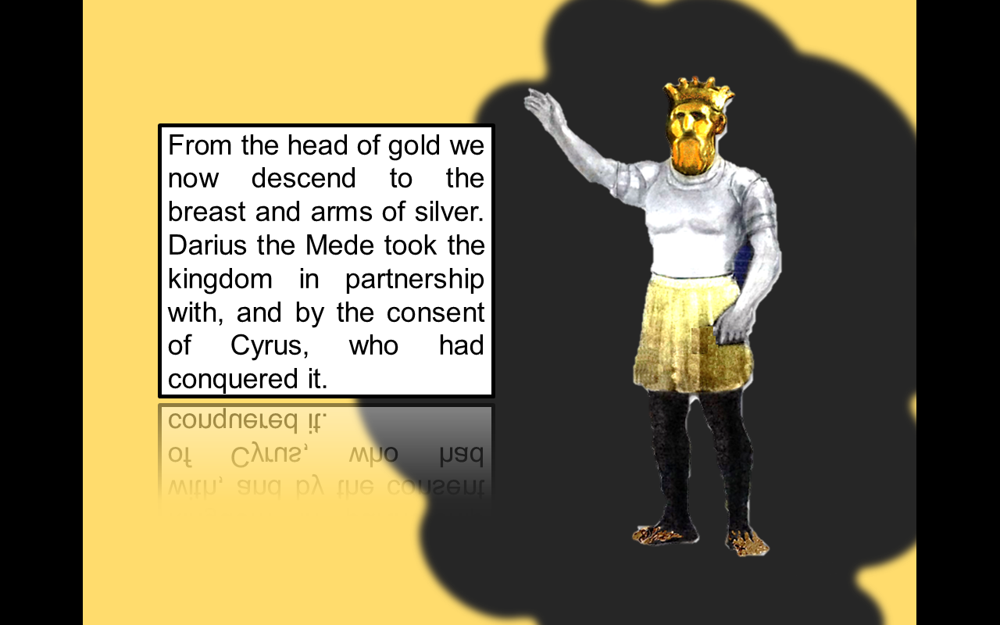 From the head of gold we
now descend to the
breast and arms of silver.
Darius the Mede took the
kingdom in partnership
with, and by the consent
of Cyrus, who had
conquered it.